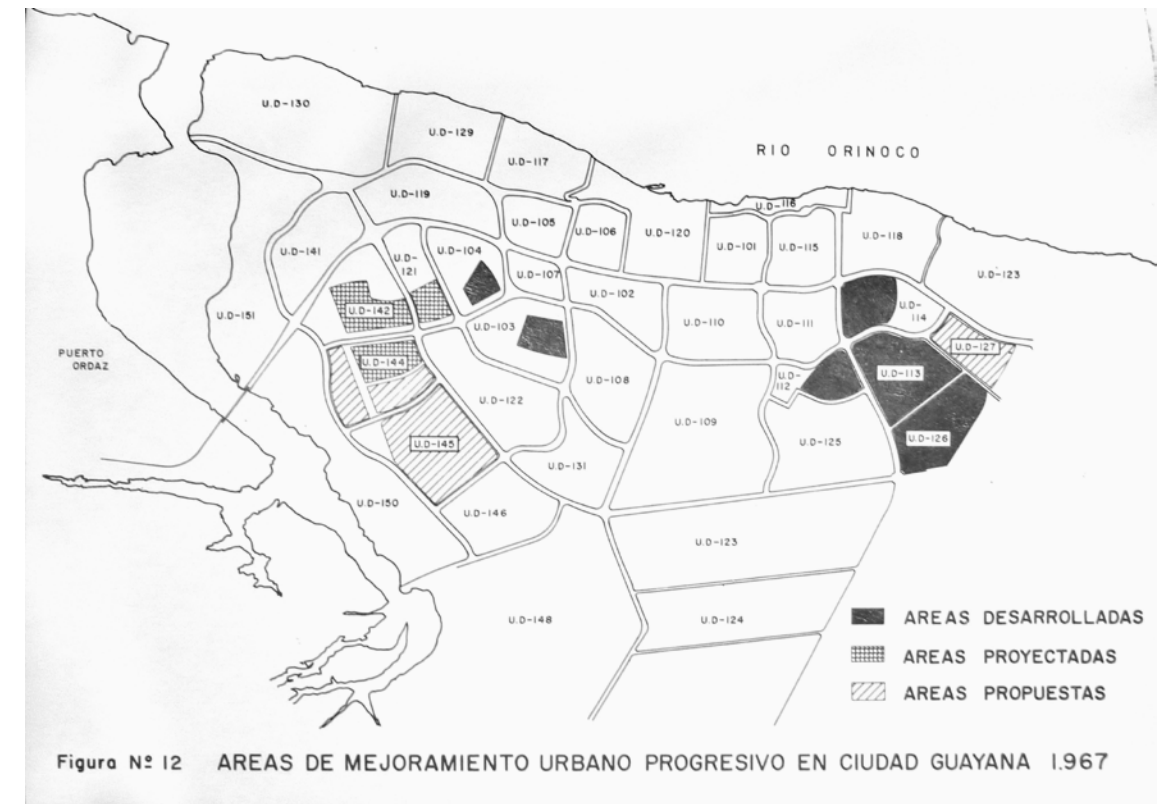 U.D-130
U.D-129
U.D-117
RIO ORINOCO
U.D-119
U.D-105
U.D-106
U.D-120
U.D-116
U.D-101
U.D-115
U.D-118
U.D-141
U.D-121
U.D-104
U.D-107
U.D-102
U.D-123
U.D-151
U.D-142
U.D-103
U.D-110
U.D-111
U.D-114
PUERTO
ORDAZ
U.D-144
U.D-108
U.D-112
U.D-113
U.D-127
U.D-122
U.D-109
U.D-125
U.D-126
U.D-145
U.D-131
U.D-150
U.D-146
U.D-123
U.D-148
U.D-124
AREAS DESARROLLADAS
AREAS PROYECTADAS
AREAS PROPUESTAS
Figura Nº 12 AREAS DE MEJORAMIENTO URBANO PROGRESIVO EN CIUDAD GUAYANA 1.967